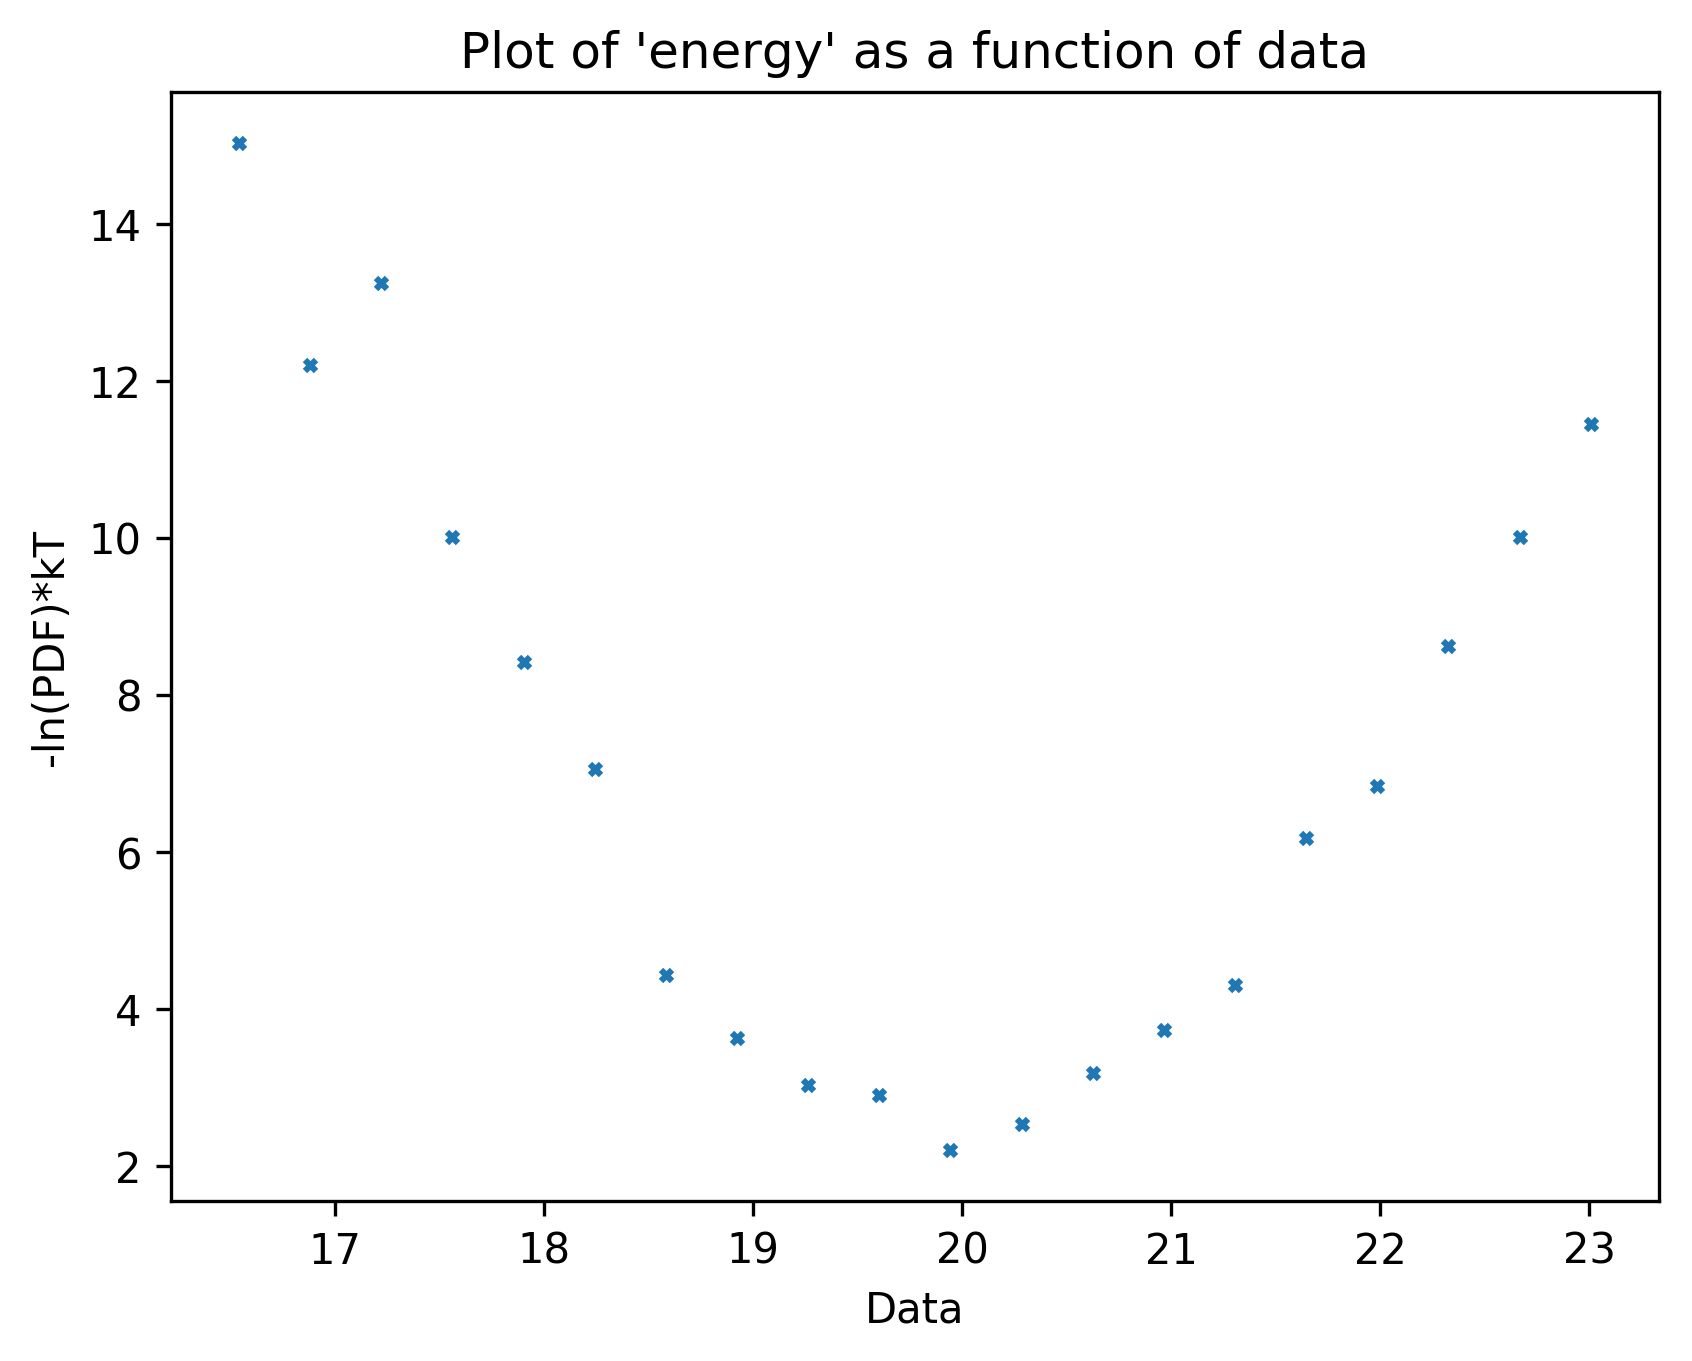 Plot of 'energy' as a function of data
-ln(PDF)*kT
14
12
10
8
6
4
2
17 18 19 20 21 22 23
Data